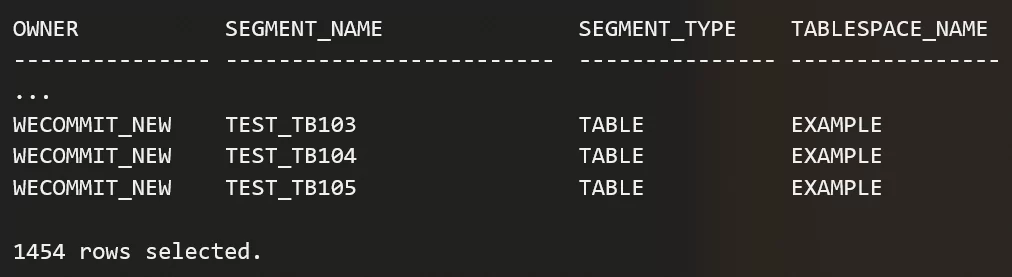 OWNER SEGMENT_NAME SEGMENT_TYPE TABLESPACE_NAME
--------------- ------------------------- --------------- ----------------
...
WECOMMIT_NEW TEST_TB103 TABLE EXAMPLE
WECOMMIT_NEW TEST_TB104 TABLE EXAMPLE
WECOMMIT_NEW TEST_TB105 TABLE EXAMPLE
1454 rows selected.